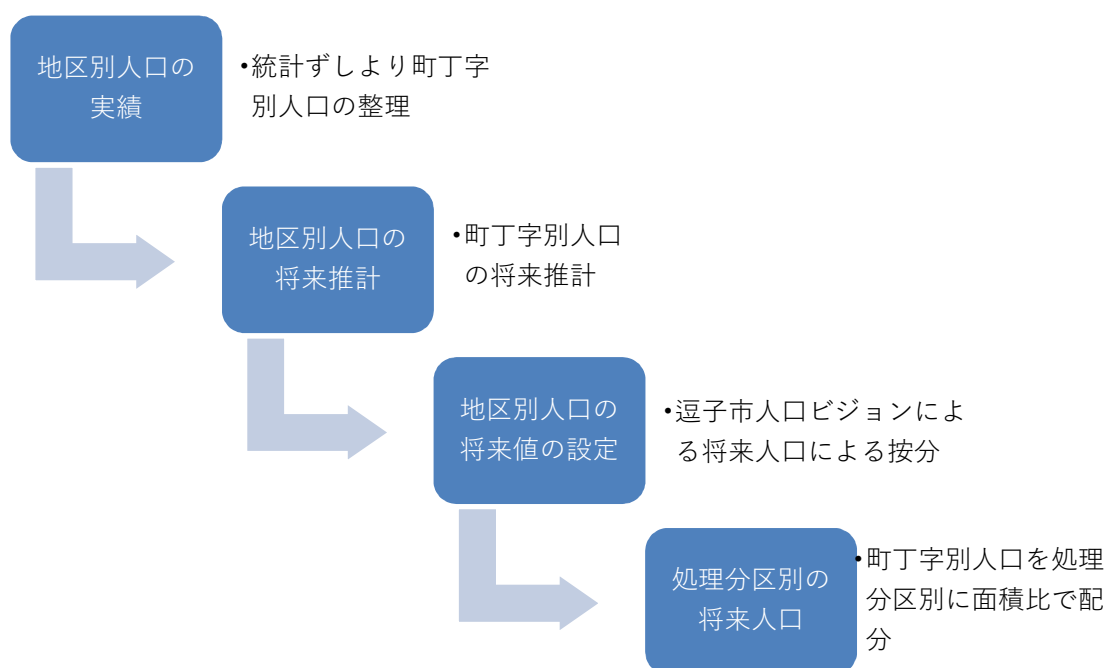 地区別人口の
実績
•統計ずしより町丁字
別人口の整理
地区別人口の
将来推計
•町丁字別人口
の将来推計
地区別人口の
将来値の設定
•逗子市人口ビジョンによ
る将来人口による按分
処理分区別の
将来人口
•町丁字別人口を処理
分区別に面積比で配
分